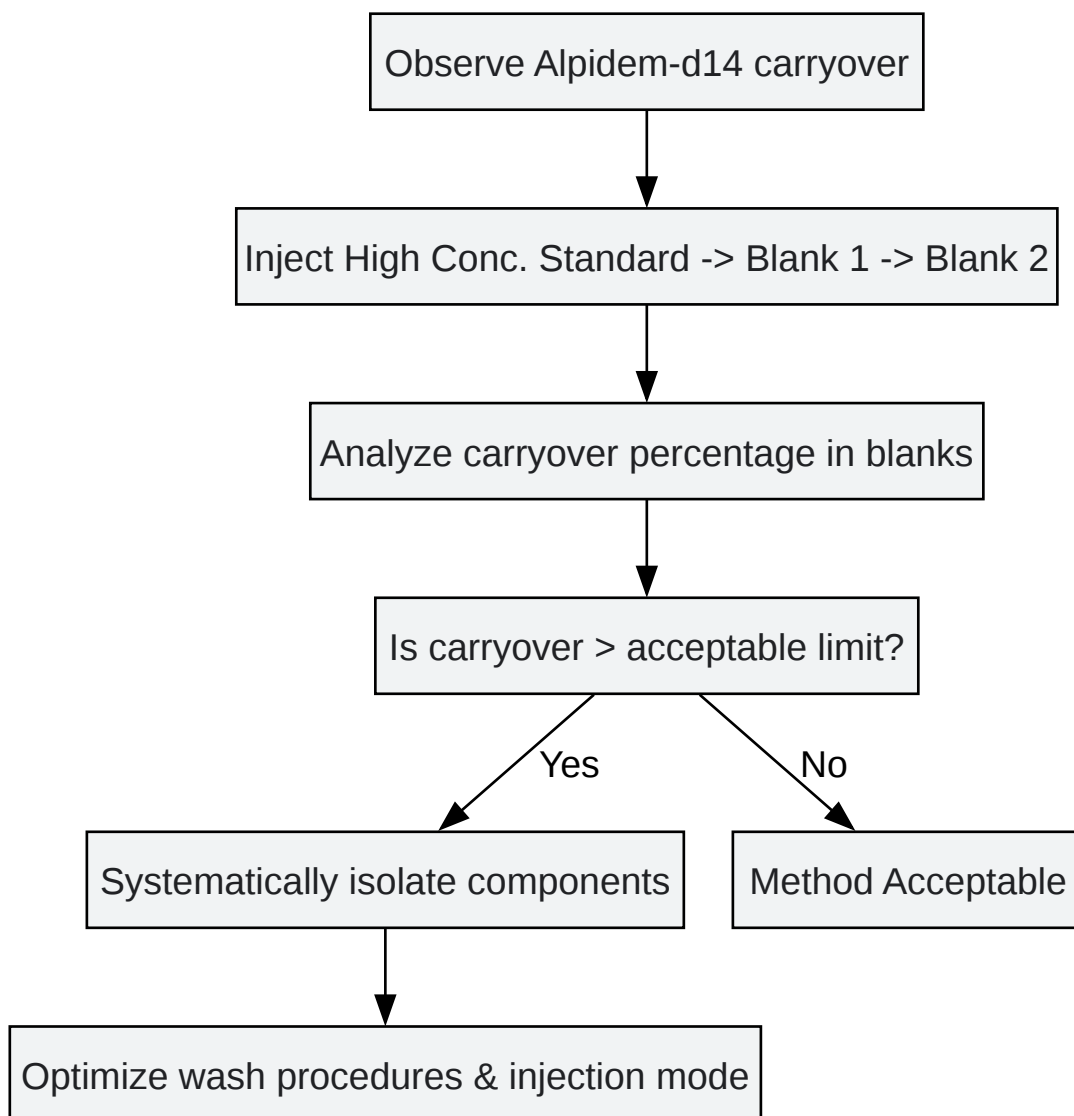 Observe Alpidem-d14 carryover
Inject High Conc. Standard -> Blank 1 -> Blank 2
Analyze carryover percentage in blanks
Is carryover > acceptable limit?
Yes
No
Systematically isolate components
Method Acceptable
Optimize wash procedures & injection mode